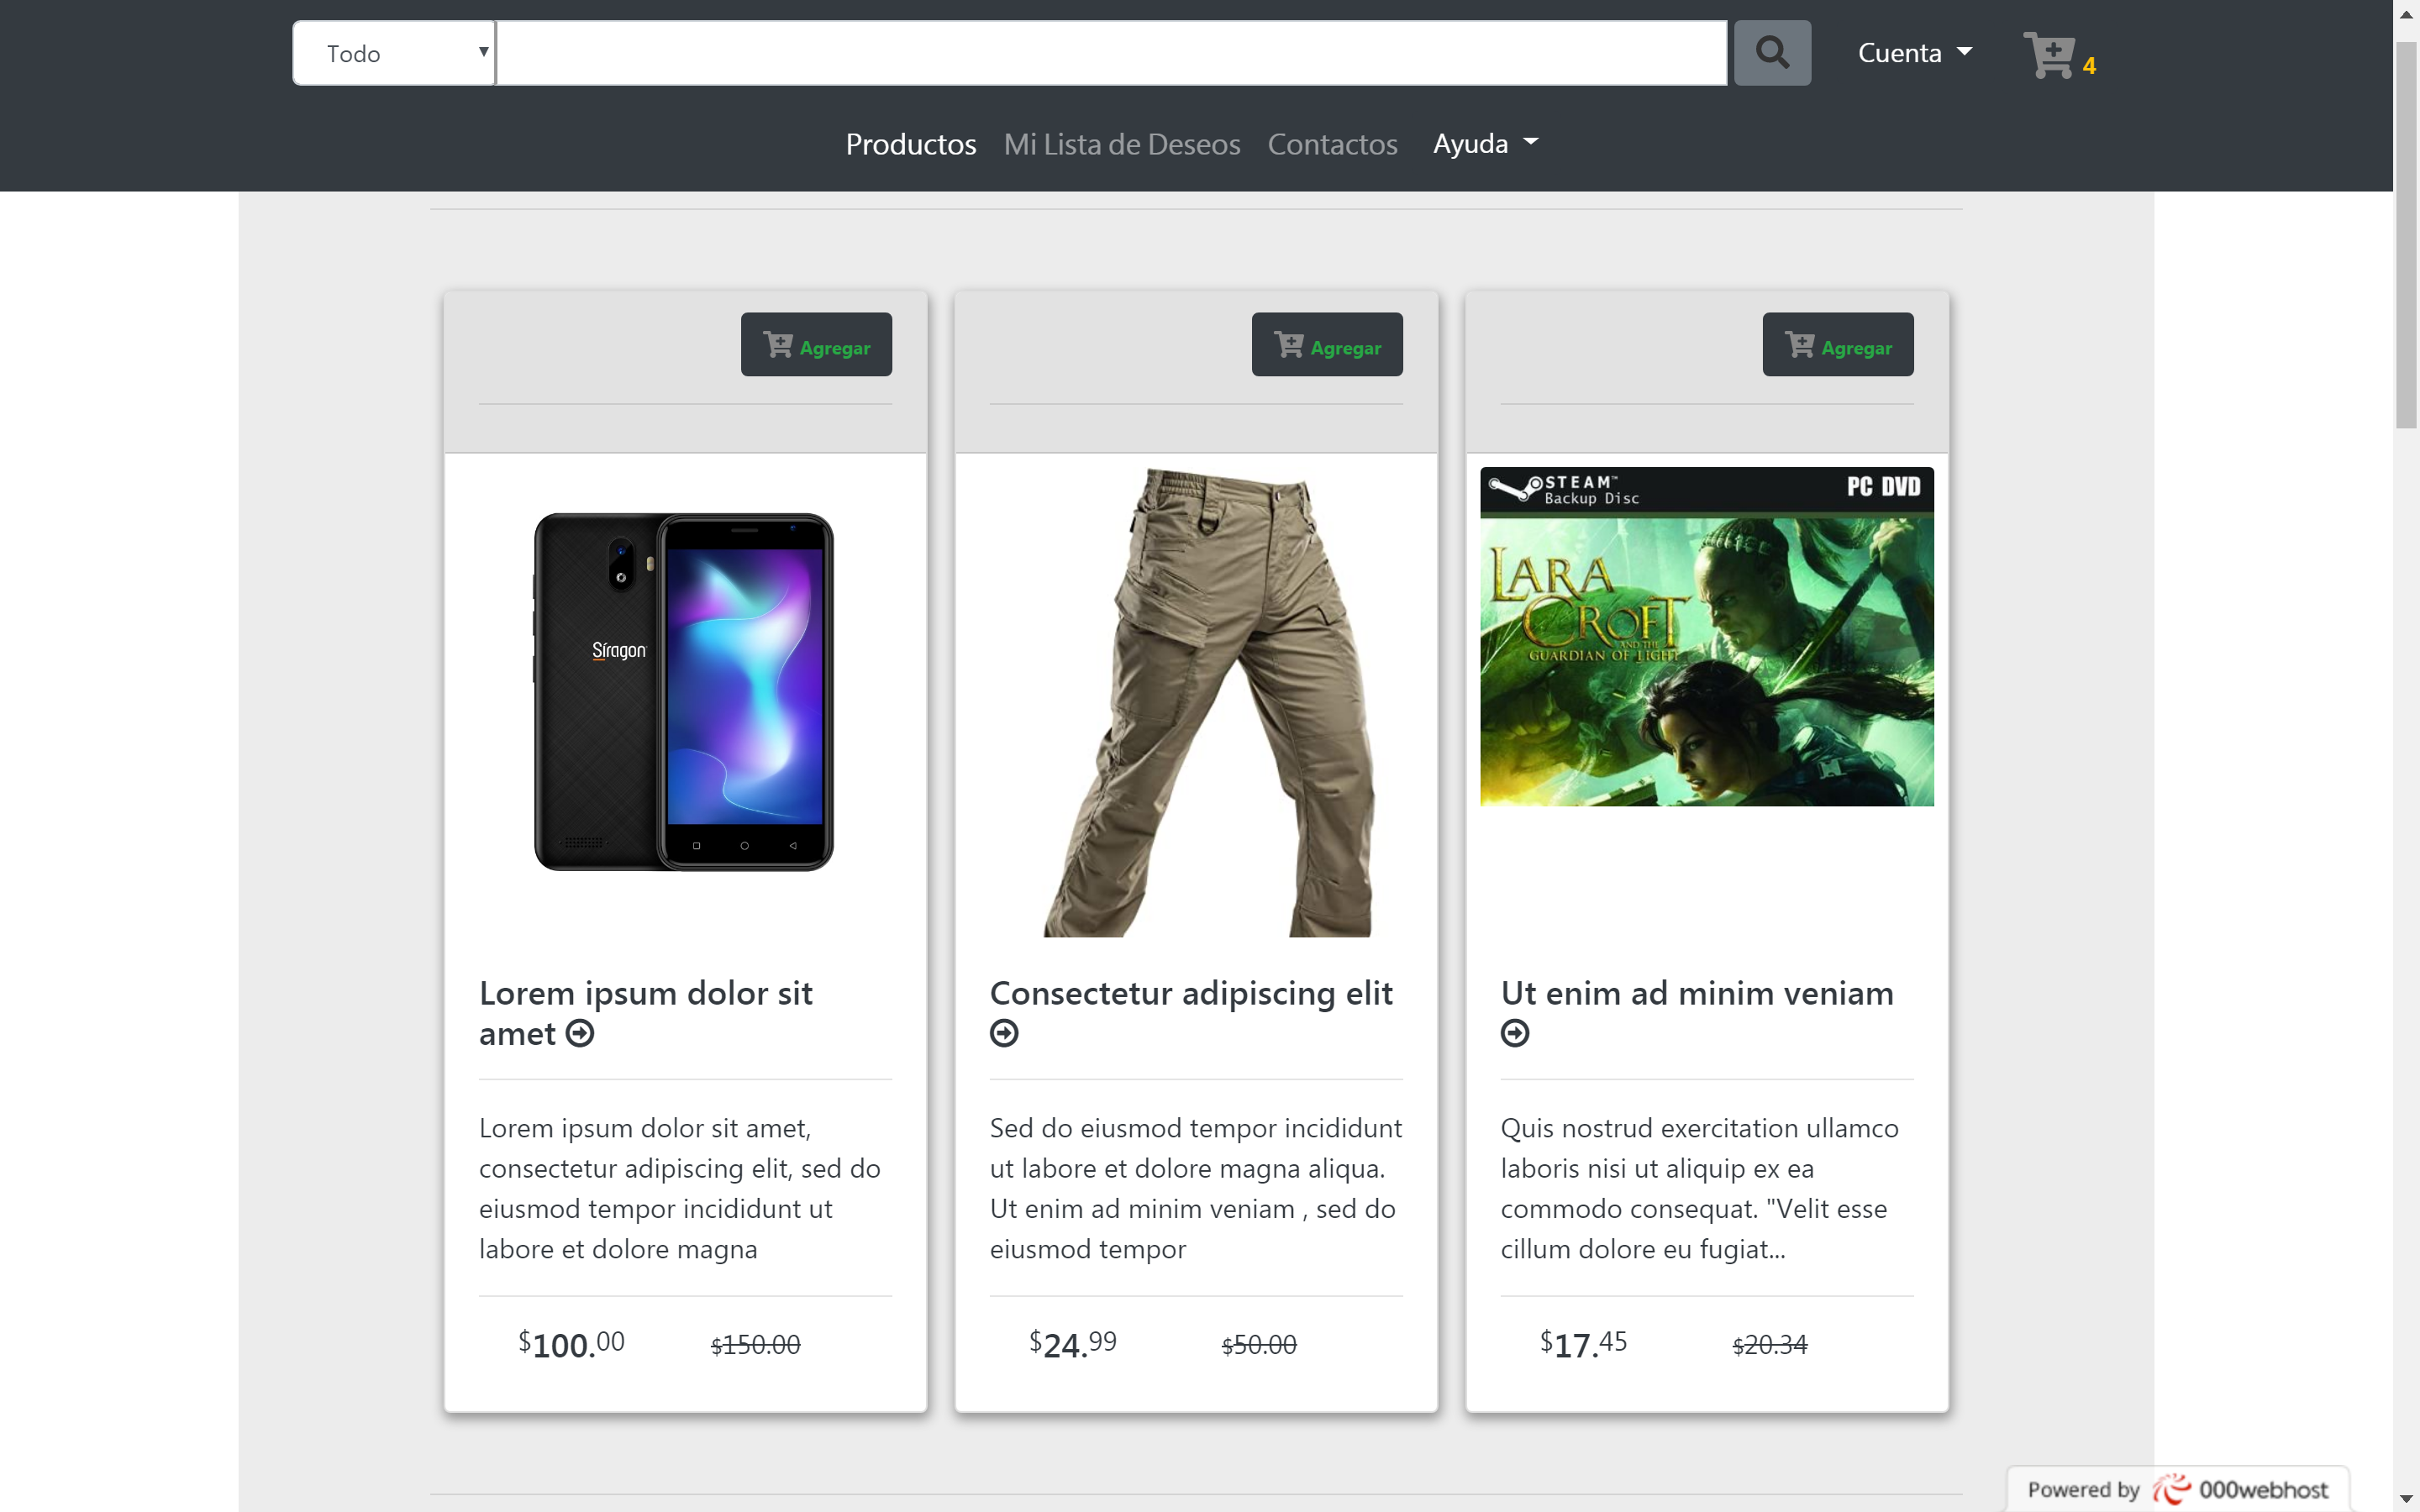 Todo
Cuenta
4
Productos Mi Lista de Deseos Contactos Ayuda
Agregar
Agregar
Agregar
Síragon
STEAM™
Backup Disc
PC DVD
LARA
CROFT
AND THE
GUARDIAN OF LIGHT
Lorem ipsum dolor sit
amet
Consectetur adipiscing elit
Ut enim ad minim veniam
Lorem ipsum dolor sit amet,
consectetur adipiscing elit, sed do
eiusmod tempor incididunt ut
labore et dolore magna
Sed do eiusmod tempor incididunt
ut labore et dolore magna aliqua.
Ut enim ad minim veniam , sed do
eiusmod tempor
Quis nostrud exercitation ullamco
laboris nisi ut aliquip ex ea
commodo consequat. "Velit esse
cillum dolore eu fugiat...
$100.00 $150.00
$24.99 $50.00
$17.45 $20.34
Powered by 000webhost